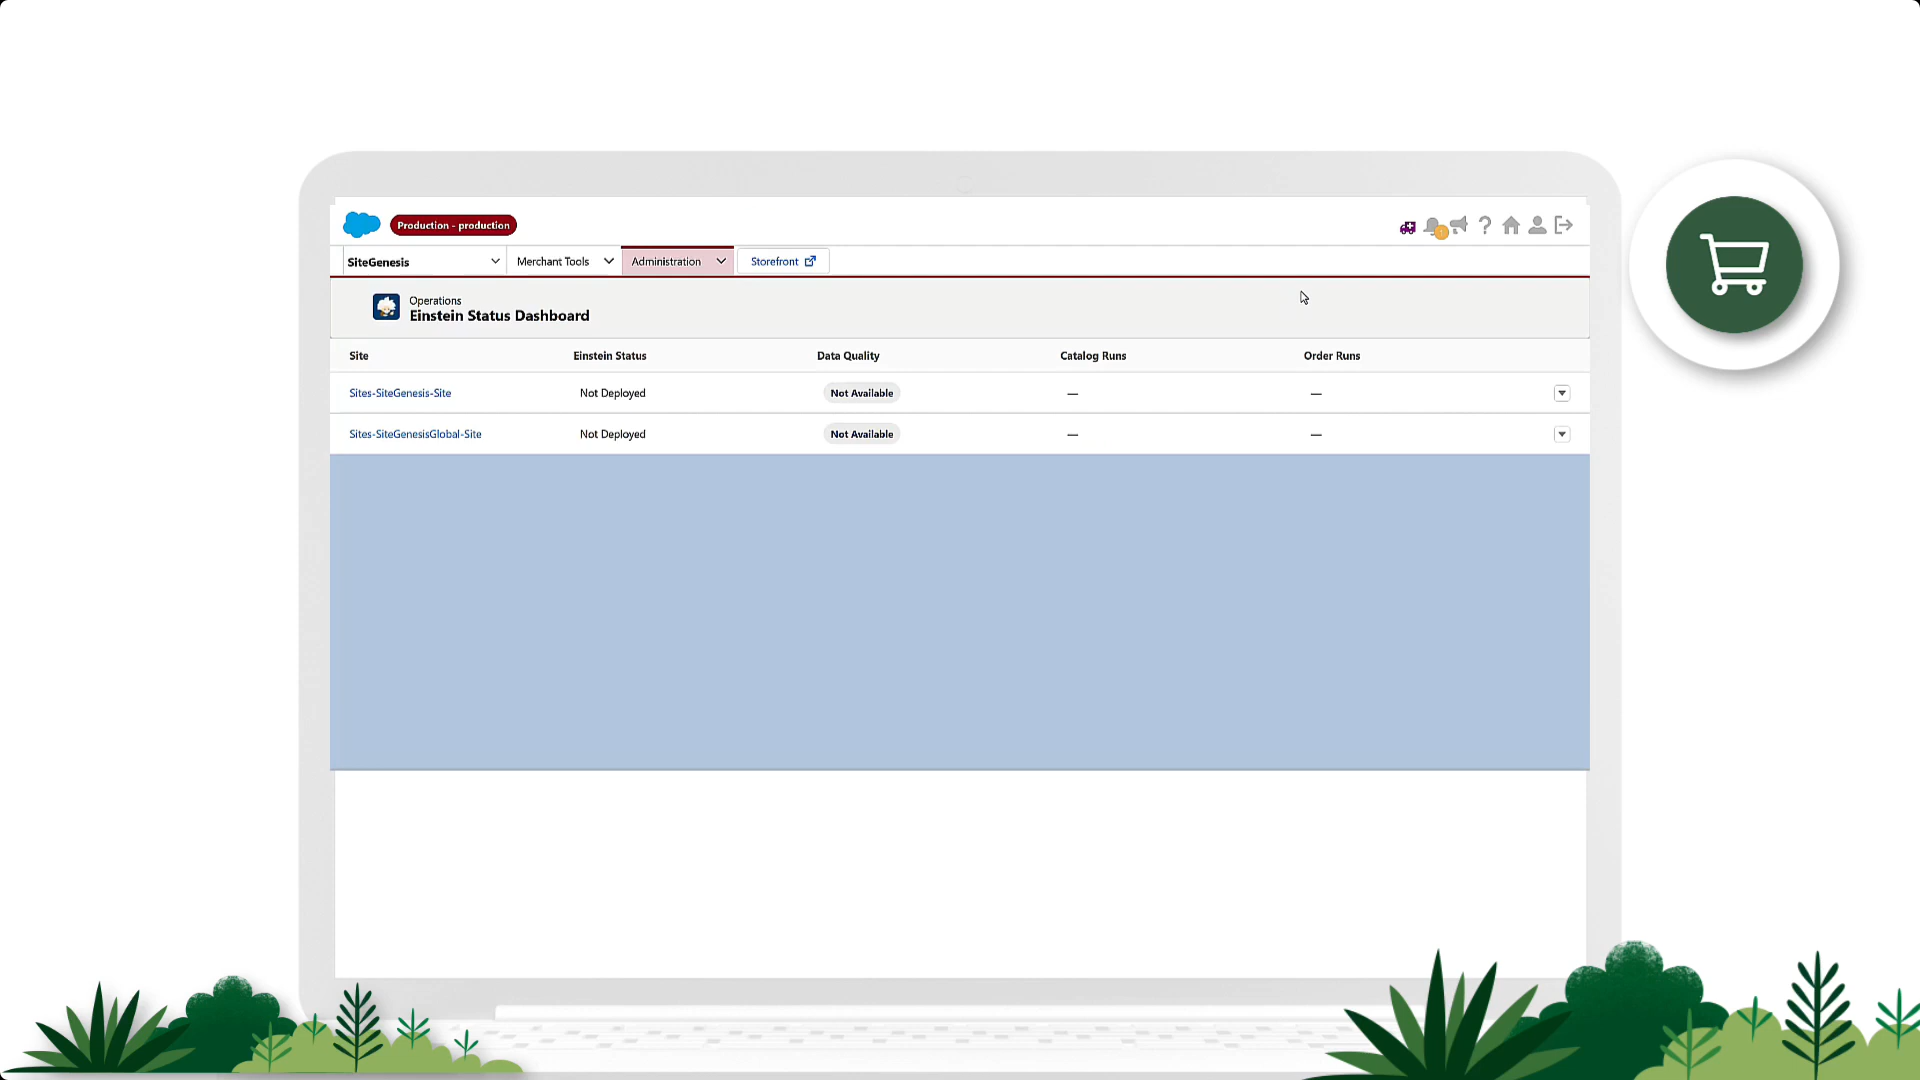 Production - production
SiteGenesis Merchant Tools Administration Storefront
Operations
Einstein Status Dashboard
Site Einstein Status Data Quality Catalog Runs Order Runs
Sites-SiteGenesis-Site Not Deployed Not Available — —
Sites-SiteGenesisGlobal-Site Not Deployed Not Available — —